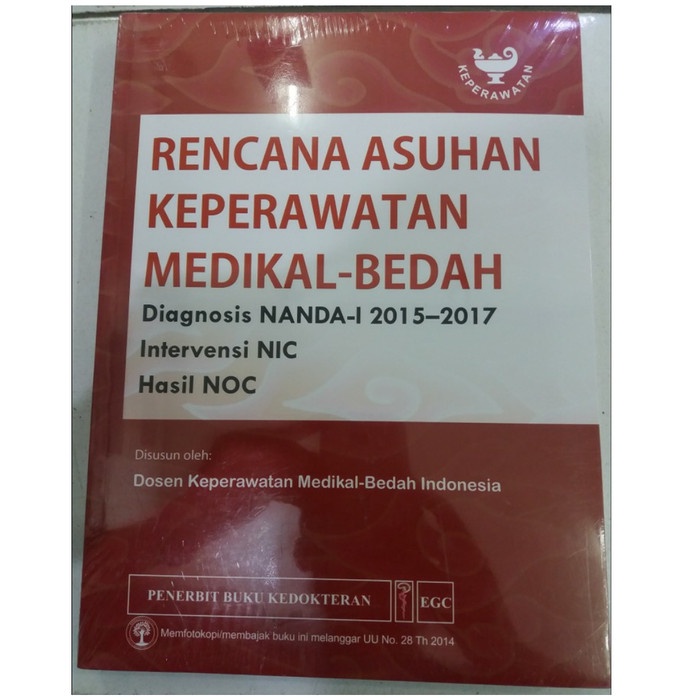 KEPERAWATAN
RENCANA ASUHAN
KEPERAWATAN
MEDIKAL-BEDAH
Diagnosis NANDA-I 2015–2017
Intervensi NIC
Hasil NOC
Disusun oleh:
Dosen Keperawatan Medikal-Bedah Indonesia
PENERBIT BUKU KEDOKTERAN EGC
Memfotokopi/membajak buku ini melanggar UU No. 28 Th 2014